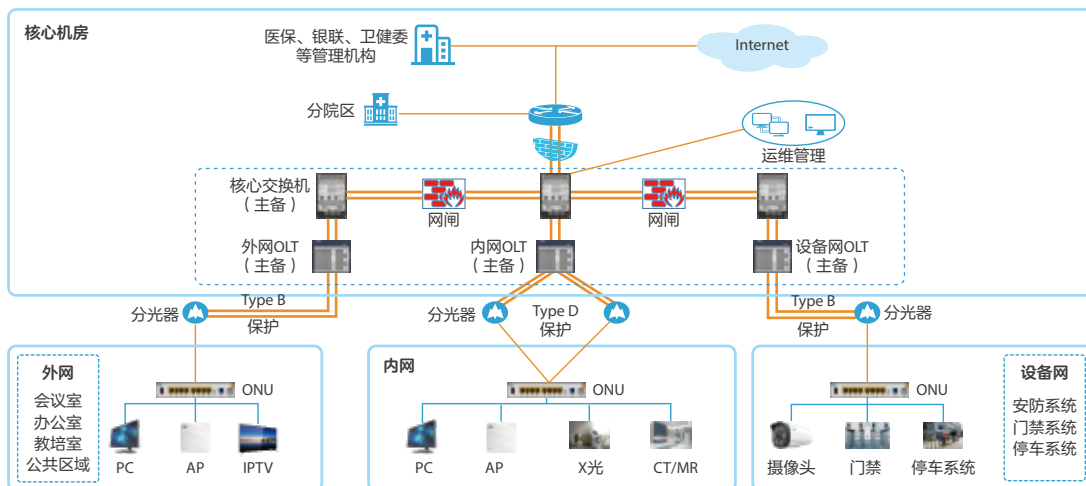 核心机房
医保、银联、卫健委
等管理机构
Internet
分院区
运维管理
核心交换机
（主备）
网闸
网闸
外网OLT
（主备）
内网OLT
（主备）
设备网OLT
（主备）
分光器
Type B
保护
分光器
Type D
保护
Type B
保护
分光器
外网
会议室
办公室
教培室
公共区域
ONU
PC
AP
IPTV
内网
ONU
PC
AP
X光
CT/MR
ONU
摄像头
门禁
停车系统
设备网
安防系统
门禁系统
停车系统